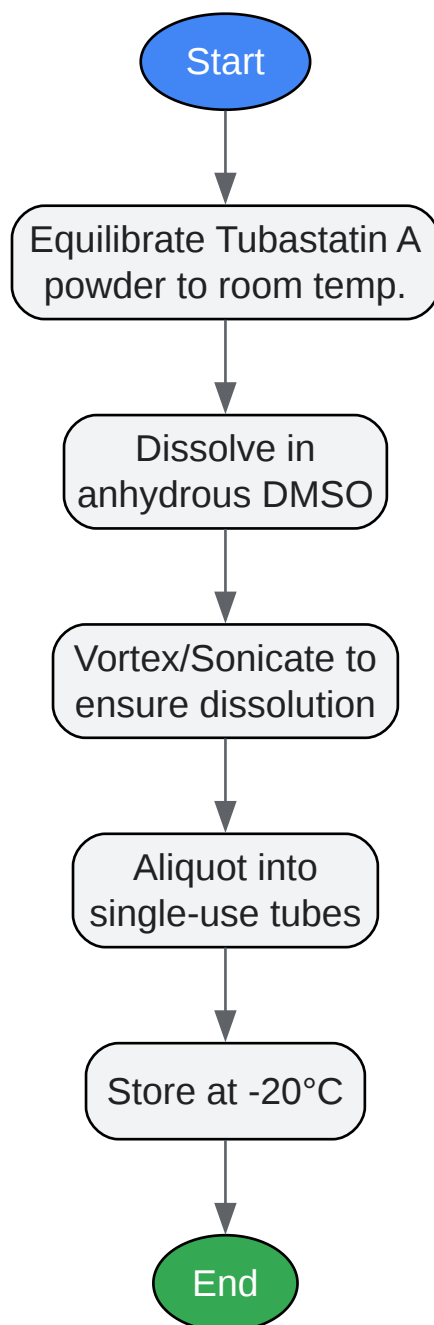 Start
Equilibrate Tubastatin A
powder to room temp.
Dissolve in
anhydrous DMSO
Vortex/Sonicate to
ensure dissolution
Aliquot into
single-use tubes
Store at -20°C
End